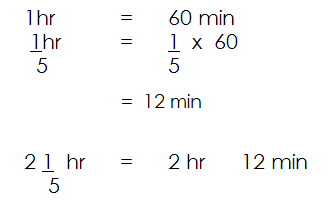 1hr = 60 min
1/5 hr = 1/5 x 60
= 12 min
2 1/5 hr = 2 hr 12 min